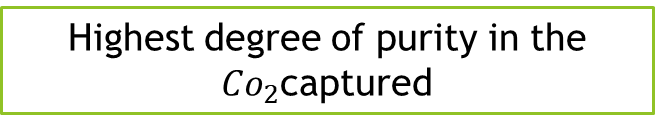 Highest degree of purity in the
Co₂captured